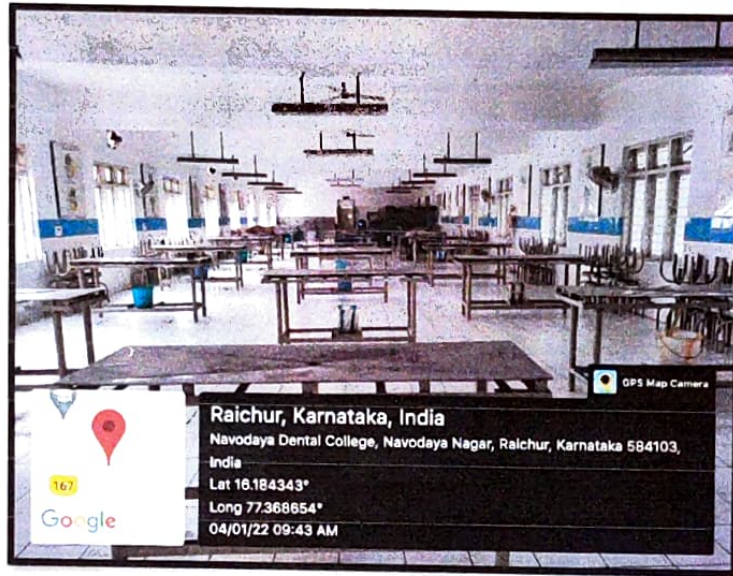 GPS Map Camera
Raichur, Karnataka, India
Navodaya Dental College, Navodaya Nagar, Raichur, Karnataka 584103,
India
Lat 16.184343°
Long 77.368654°
04/01/22 09:43 AM
167
Google